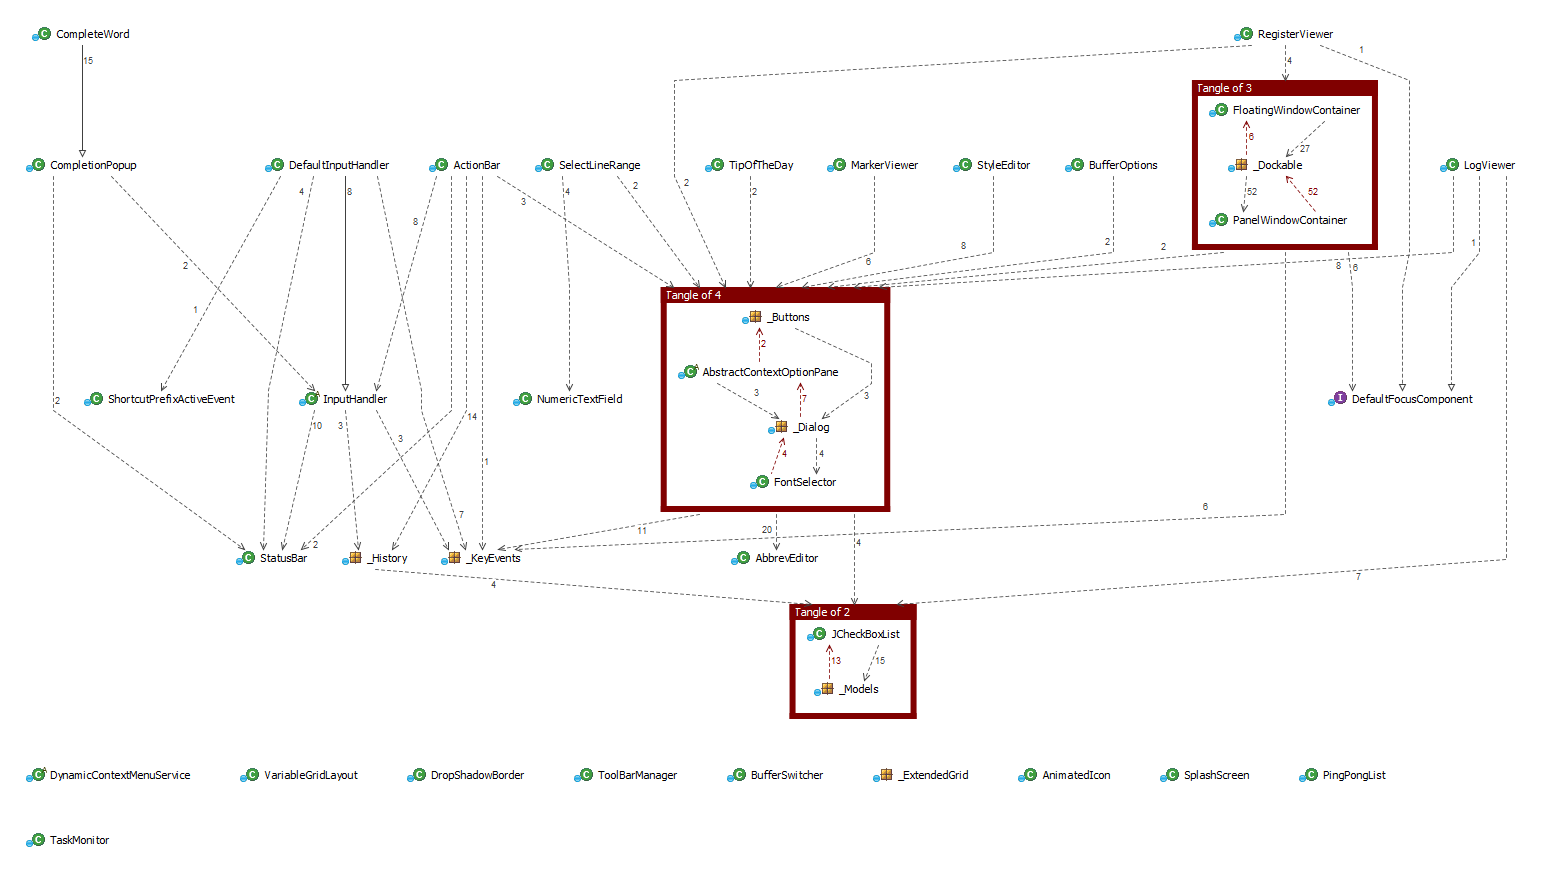 CompleteWord
RegisterViewer
15
1
4
Tangle of 3
FloatingWindowContainer
6
27
CompletionPopup
DefaultInputHandler
ActionBar
SelectLineRange
TipOfTheDay
MarkerViewer
StyleEditor
BufferOptions
_Dockable
LogViewer
4
8
4
2
2
2
52
52
3
8
PanelWindowContainer
2
6
8
2
2
8
6
1
1
Tangle of 4
_Buttons
2
AbstractContextOptionPane
3
7
3
2
ShortcutPrefixActiveEvent
InputHandler
A
NumericTextField
DefaultFocusComponent
10
3
3
14
_Dialog
4
4
1
FontSelector
7
11
20
6
2
4
StatusBar
_History
_KeyEvents
AbbrevEditor
4
7
Tangle of 2
JCheckBoxList
13
15
_Models
DynamicContextMenuService
VariableGridLayout
DropShadowBorder
ToolBarManager
BufferSwitcher
_ExtendedGrid
AnimatedIcon
SplashScreen
PingPongList
TaskMonitor